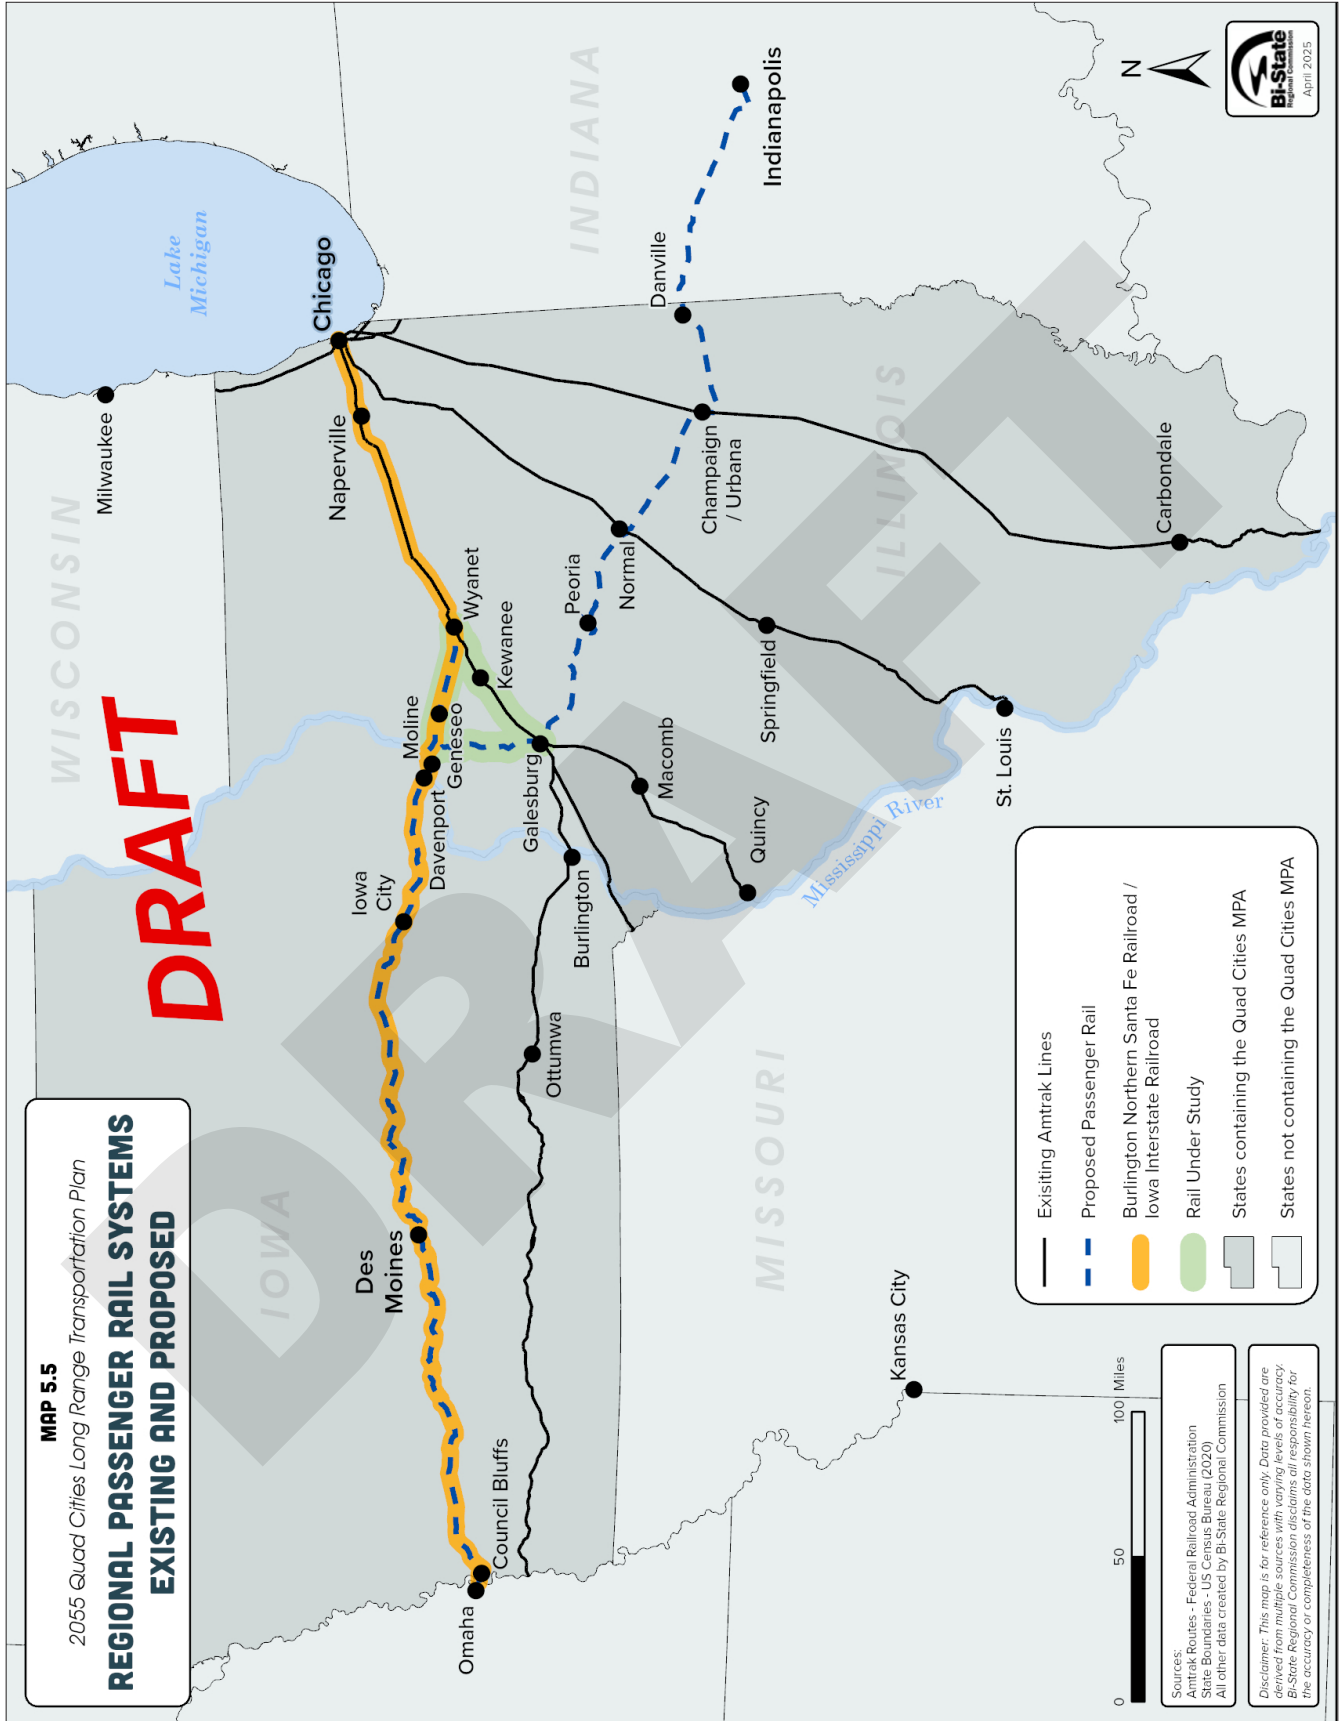 MAP 5.5
2055 Quad Cities Long Range Transportation Plan
REGIONAL PASSENGER RAIL SYSTEMS
EXISTING AND PROPOSED
DRAFT
DRAFT
WISCONSIN
IOWA
MISSOURI
ILLINOIS
INDIANA
Lake
Michigan
Mississippi River
Milwaukee
Chicago
Naperville
Wyanet
Kewanee
Moline
Geneseo
Davenport
Iowa
City
Des
Moines
Council Bluffs
Omaha
Galesburg
Burlington
Ottumwa
Macomb
Quincy
Peoria
Normal
Champaign
/ Urbana
Danville
Indianapolis
Springfield
St. Louis
Carbondale
Kansas City
N
Bi-State
Regional Commission
April 2025
Exisiting Amtrak Lines
Proposed Passenger Rail
Burlington Northern Santa Fe Railroad /
Iowa Interstate Railroad
Rail Under Study
States containing the Quad Cities MPA
States not containing the Quad Cities MPA
0 50 100 Miles
Sources:
Amtrak Routes - Federal Railroad Administration
State Boundaries - US Census Bureau (2020)
All other data created by Bi-State Regional Commission
Disclaimer: This map is for reference only. Data provided are
derived from multiple sources with varying levels of accuracy.
Bi-State Regional Commission disclaims all responsibility for
the accuracy or completeness of the data shown hereon.